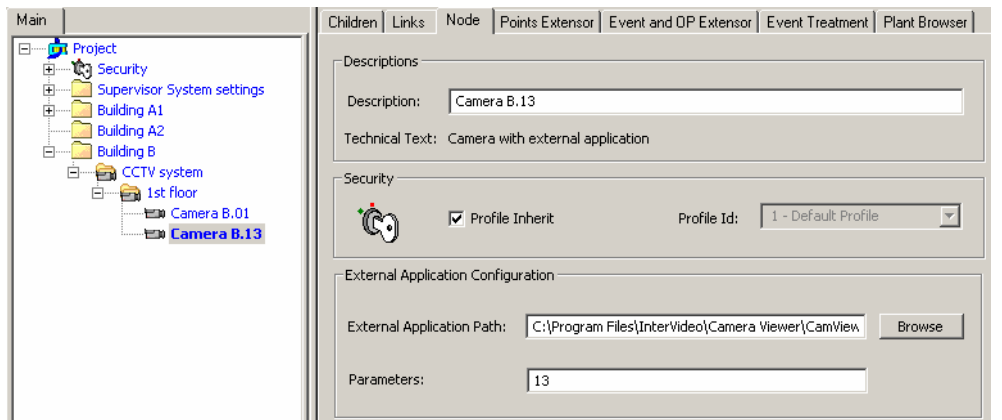 Main
Project
Security
Supervisor System settings
Building A1
Building A2
Building B
CCTV system
1st floor
Camera B.01
Camera B.13
Children Links Node Points Extensor Event and OP Extensor Event Treatment Plant Browser
Descriptions
Description: Camera B.13
Technical Text: Camera with external application
Security
Profile Inherit Profile Id: 1 - Default Profile
External Application Configuration
External Application Path: C:\Program Files\InterVideo\Camera Viewer\CamView Browse
Parameters: 13